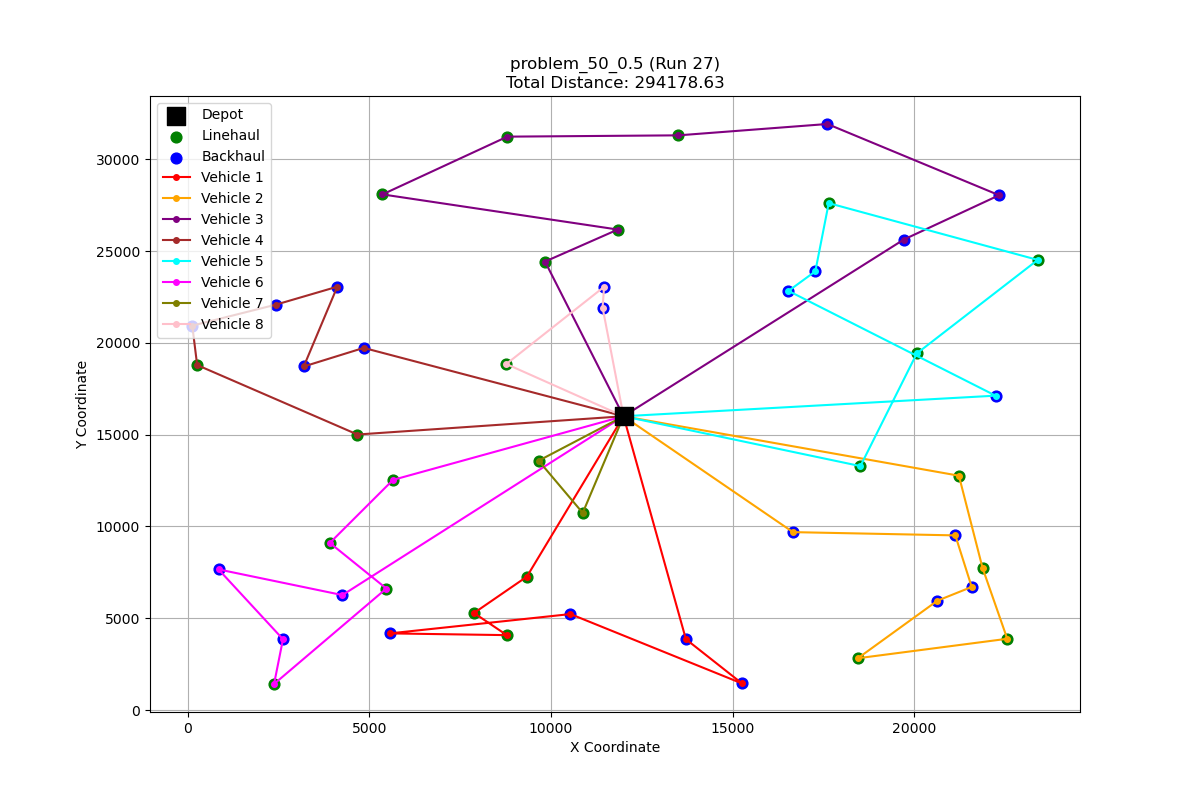 problem_50_0.5 (Run 27)
Total Distance: 294178.63
Depot
Linehaul
Backhaul
Vehicle 1
Vehicle 2
Vehicle 3
Vehicle 4
Vehicle 5
Vehicle 6
Vehicle 7
Vehicle 8
30000
25000
20000
15000
10000
5000
0
Y Coordinate
0 5000 10000 15000 20000
X Coordinate